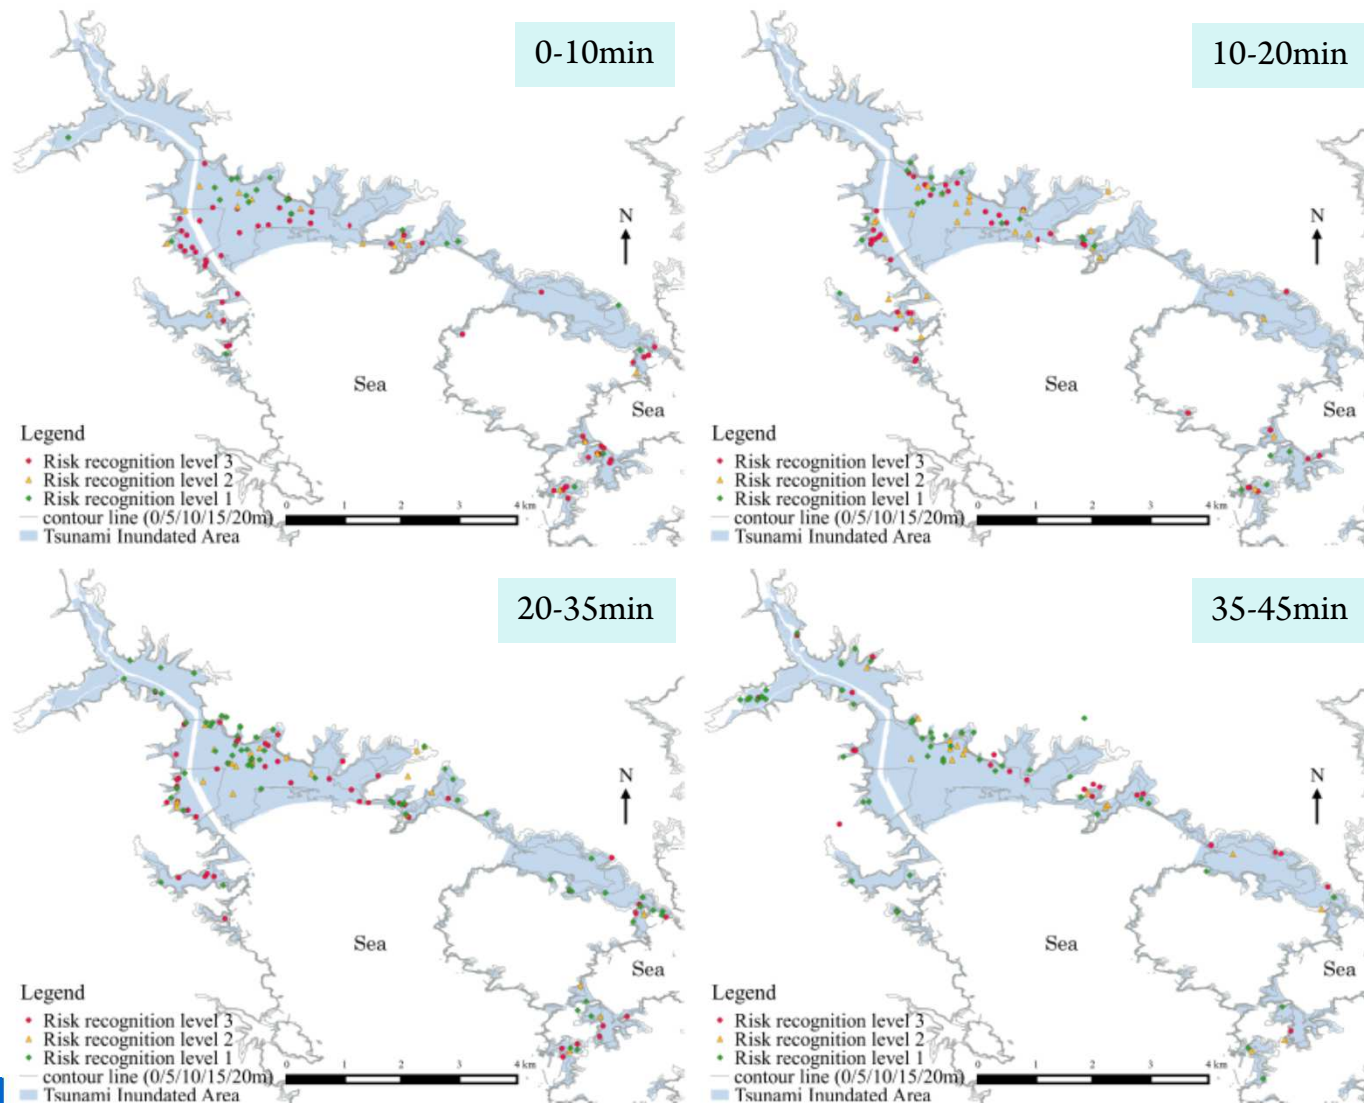 0-10min
N
Sea
Sea
Legend
Risk recognition level 3
Risk recognition level 2
Risk recognition level 1
contour line (0/5/10/15/20m)
Tsunami Inundated Area
0 1 2 3 4 km
10-20min
N
Sea
Sea
Legend
Risk recognition level 3
Risk recognition level 2
Risk recognition level 1
contour line (0/5/10/15/20m)
Tsunami Inundated Area
0 1 2 3 4 km
20-35min
N
Sea
Sea
Legend
Risk recognition level 3
Risk recognition level 2
Risk recognition level 1
contour line (0/5/10/15/20m)
Tsunami Inundated Area
0 1 2 3 4 km
35-45min
N
Sea
Sea
Legend
Risk recognition level 3
Risk recognition level 2
Risk recognition level 1
contour line (0/5/10/15/20m)
Tsunami Inundated Area
0 1 2 3 4 km